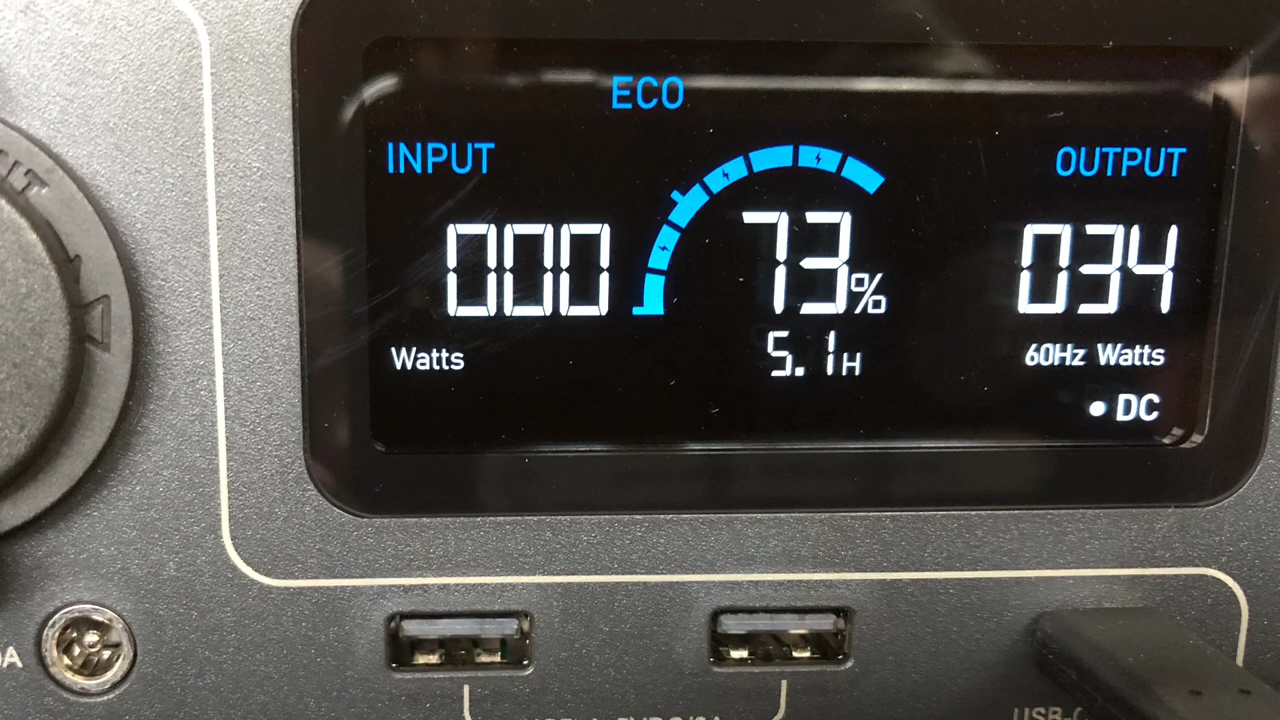 ECO
INPUT
OUTPUT
000
73%
034
5.1H
Watts
60Hz Watts
• DC